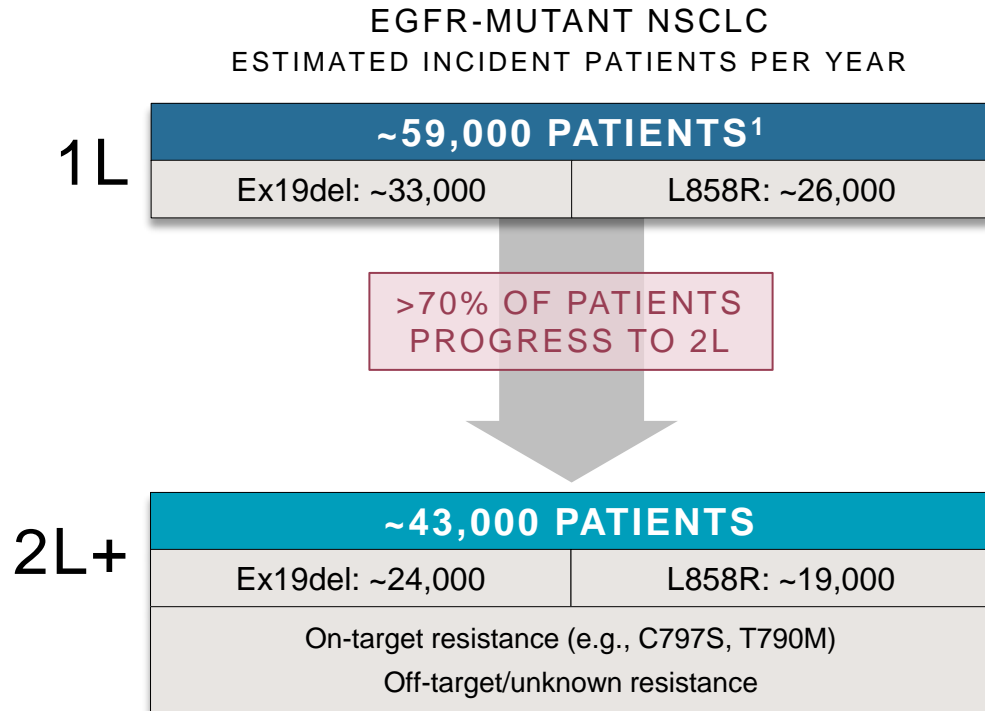 EGFR-MUTANT NSCLC
ESTIMATED INCIDENT PATIENTS PER YEAR
1L
~59,000 PATIENTS¹
Ex19del: ~33,000
L858R: ~26,000
>70% OF PATIENTS
PROGRESS TO 2L
2L+
~43,000 PATIENTS
Ex19del: ~24,000
L858R: ~19,000
On-target resistance (e.g., C797S, T790M)
Off-target/unknown resistance